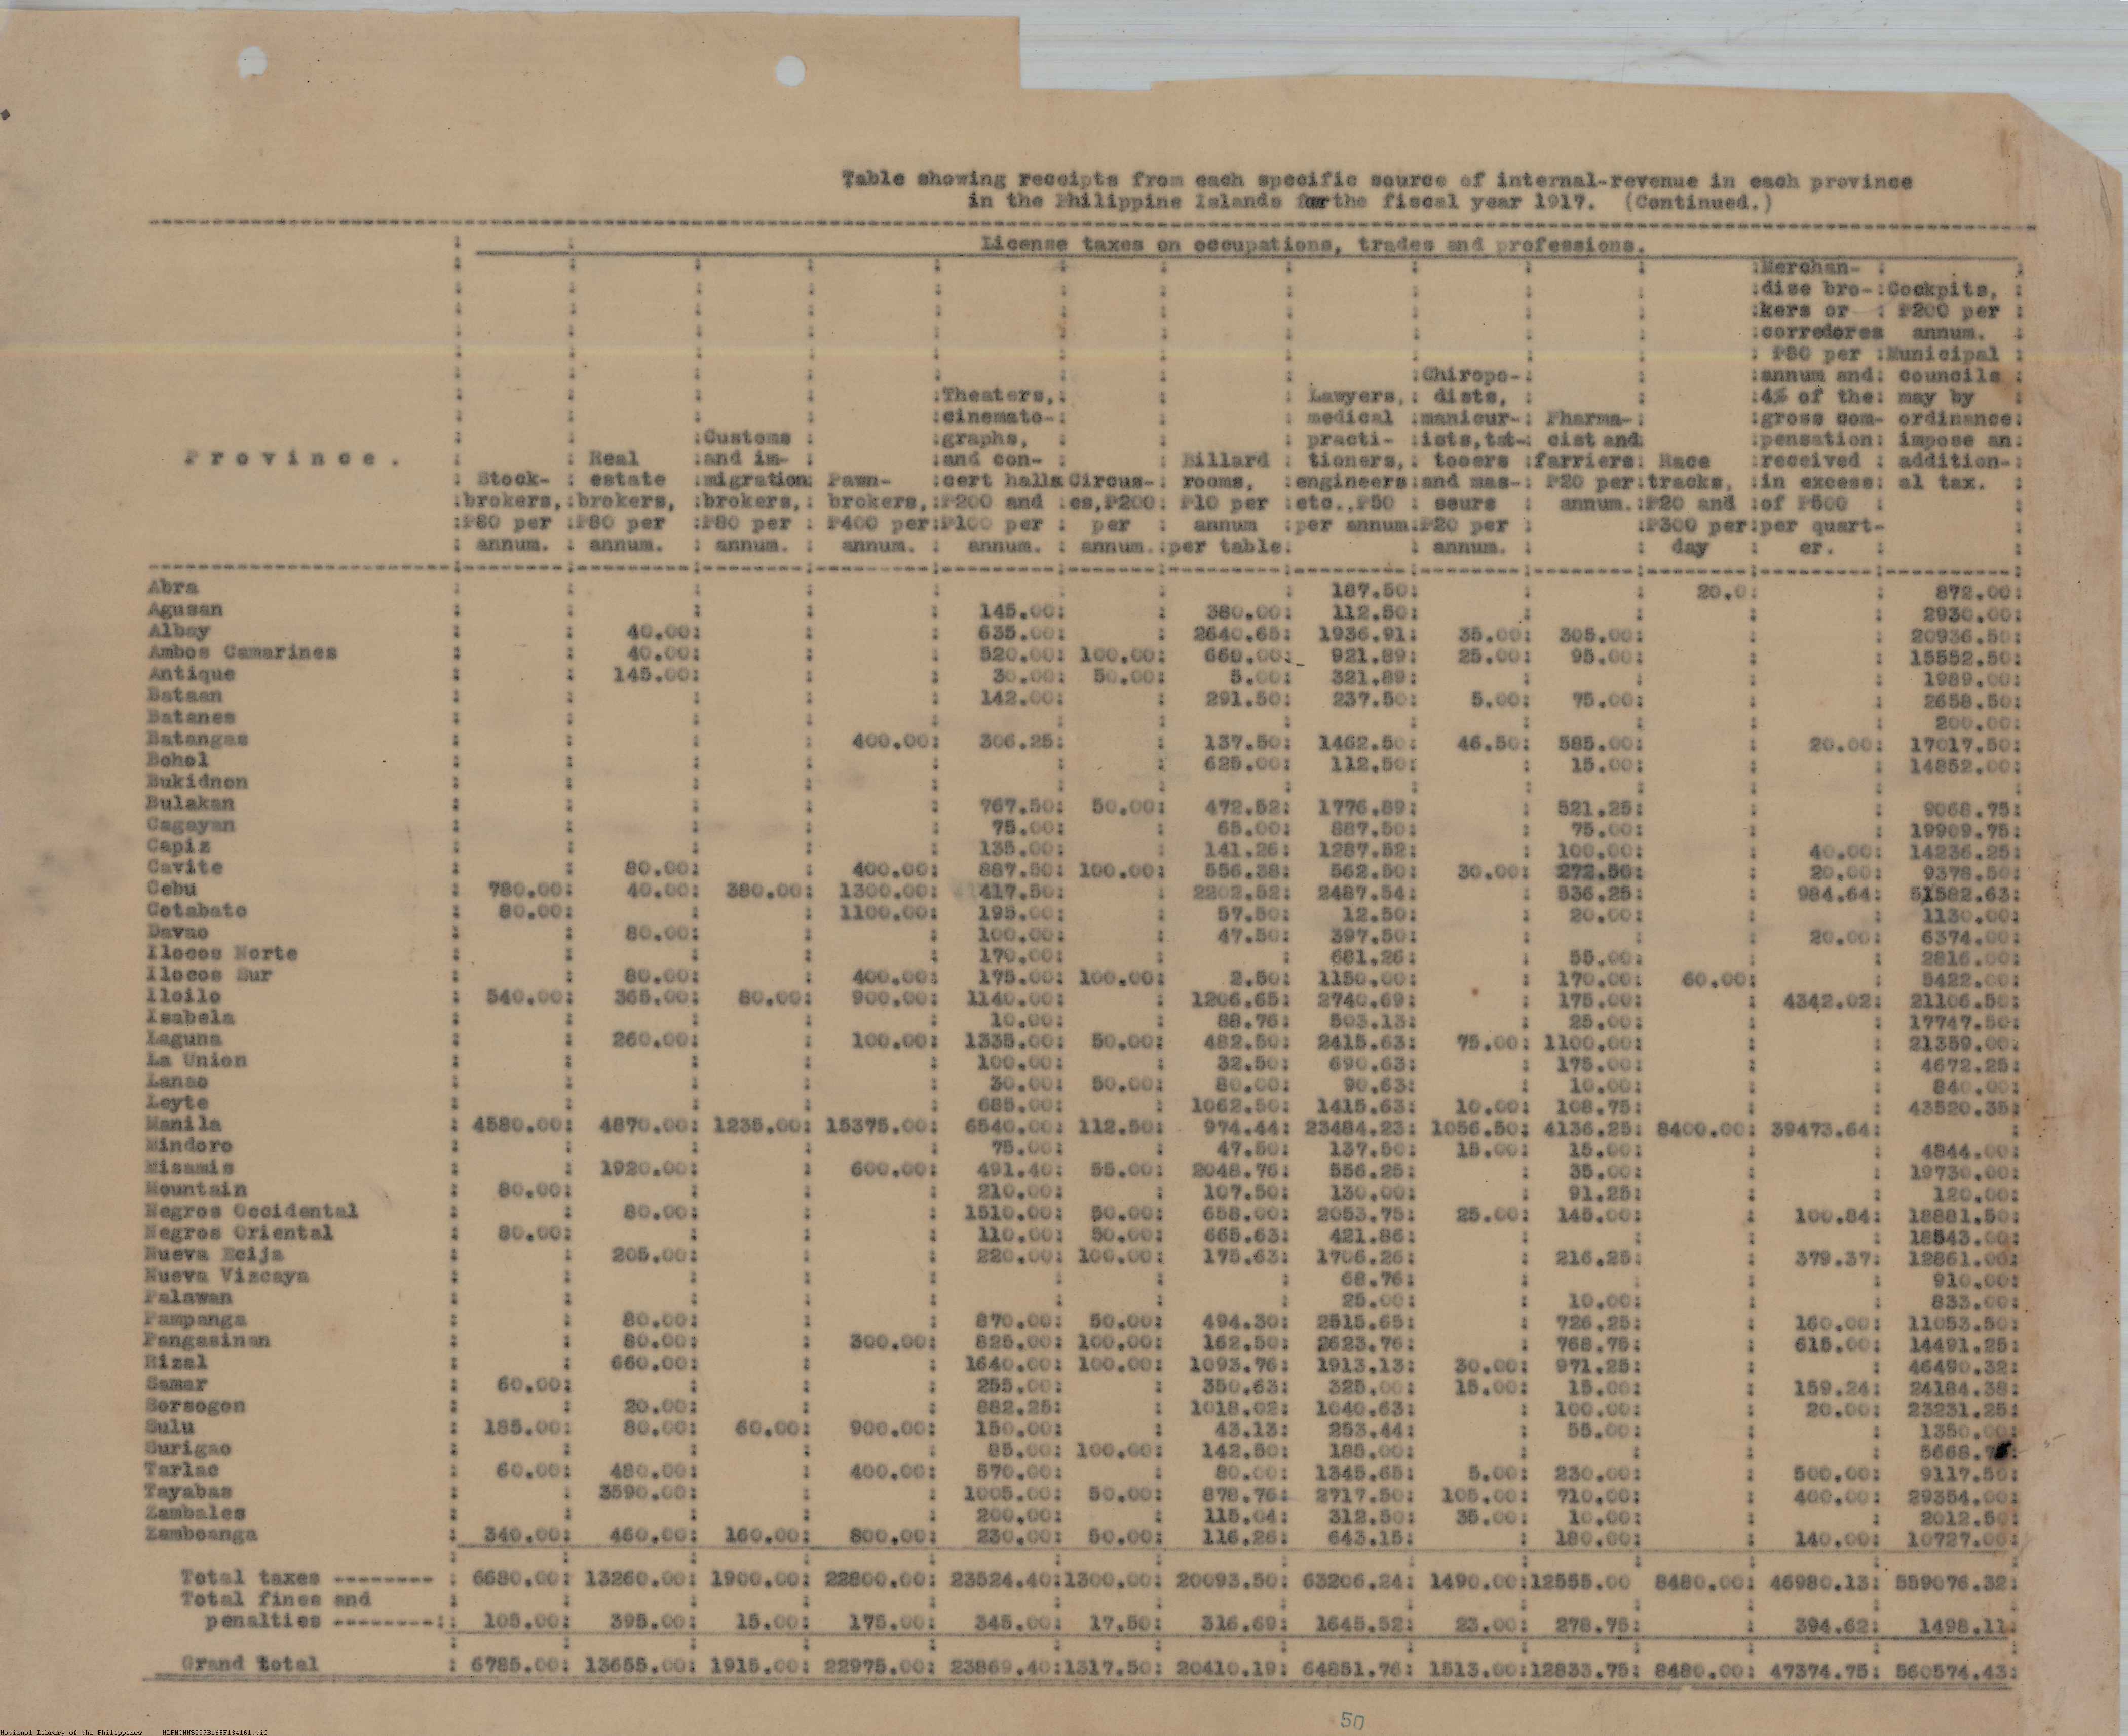 Table showing receipts from each specific source of internal-revenue in each province
in the Philippine Islands for the fiscal year 1917. (Continued.)
License taxes on occupations, trades and professions.
:Merchan- :
:dise bro-:Cockpits, :
:kers or : ₱200 per :
:corredores annum. :
: ₱80 per :Municipal :
:Chiropo-: :annum and: councils :
:Theaters,: : Lawyers, : dists, : :4% of the: may by :
:cinemato-: : medical :manicur-: Pharma-: :gross com- ordinance:
:Customs : :graphs, : : practi- :ists,tat-: cist and: :pensation: impose an:
P r o v i n c e . : : Real :and im- : :and con- : : Billard : tioners, : tooers :farriers: Race :received : addition-:
: Stock- : estate :migration: Pawn- :cert halls:Circus-: rooms, :engineers:and mas-: ₱20 per:tracks, :in excess: al tax. :
:brokers,:brokers, :brokers, : brokers,:₱200 and :es,₱200: ₱10 per :etc.,₱50 : seurs : annum.:₱20 and :of ₱500 :
:₱80 per :₱80 per :₱80 per : ₱400 per:₱100 per : per : annum :per annum:₱20 per : :₱300 per:per quart- :
: annum. : annum. : annum. : annum. : annum. : annum.:per table: : annum. : : day : er. : :
Abra 187.50: 20.0: 872.00:
Agusan 145.00: 380.00: 112.50: 2930.00:
Albay 40.00: 635.00: 2640.65: 1936.91: 35.00: 305.00: 20936.50:
Ambos Camarines 40.00: 520.00: 100.00: 660.00: 921.89: 25.00: 95.00: 15552.50:
Antique 145.00: 30.00: 50.00: 5.00: 321.89: 1989.00:
Bataan 142.00: 291.50: 237.50: 5.00: 75.00: 2658.50:
Batanes 200.00:
Batangas 400.00: 306.25: 137.50: 1462.50: 46.50: 585.00: 20.00: 17017.50:
Bohol 625.00: 112.50: 15.00: 14852.00:
Bukidnon
Bulakan 767.50: 50.00: 472.52: 1776.89: 521.25: 9068.75:
Cagayan 75.00: 65.00: 887.50: 75.00: 19909.75:
Capiz 135.00: 141.26: 1287.52: 100.00: 40.00: 14236.25:
Cavite 80.00: 400.00: 887.50: 100.00: 556.38: 562.50: 30.00: 272.50: 20.00: 9378.50:
Cebu 780.00: 40.00: 380.00: 1300.00: 417.50: 2202.52: 2487.54: 536.25: 984.64: 51582.63:
Cotabato 80.00: 1100.00: 195.00: 57.50: 12.50: 20.00: 1130.00:
Davao 80.00: 100.00: 47.50: 397.50: 20.00: 6374.00:
Ilocos Norte 170.00: 681.26: 55.00: 2816.00:
Ilocos Sur 80.00: 400.00: 175.00: 100.00: 2.50: 1150.00: 170.00: 60.00: 5422.00:
Iloilo 540.00: 365.00: 80.00: 900.00: 1140.00: 1206.65: 2740.69: 175.00: 4342.02: 21106.50:
Isabela 10.00: 88.76: 503.13: 25.00: 17747.50:
Laguna 260.00: 100.00: 1335.00: 50.00: 482.50: 2415.63: 75.00: 1100.00: 21359.00:
La Union 100.00: 32.50: 690.63: 175.00: 4672.25:
Lanao 30.00: 50.00: 80.00: 90.63: 10.00: 840.00:
Leyte 685.00: 1062.50: 1415.63: 10.00: 108.75: 43520.35:
Manila 4580.00: 4870.00: 1235.00: 15375.00: 6540.00: 112.50: 974.44: 23484.23: 1056.50: 4136.25: 8400.00: 39473.64:
Mindoro 75.00: 47.50: 137.50: 15.00: 15.00: 4844.00:
Misamis 1920.00: 600.00: 491.40: 55.00: 2048.76: 556.25: 35.00: 19730.00:
Mountain 80.00: 210.00: 107.50: 130.00: 91.25: 120.00:
Negros Occidental 80.00: 1510.00: 50.00: 658.00: 2053.75: 25.00: 145.00: 100.84: 18881.50:
Negros Oriental 80.00: 110.00: 50.00: 665.63: 421.86: 18543.00:
Nueva Ecija 205.00: 220.00: 100.00: 175.63: 1706.26: 216.25: 379.37: 12861.00:
Nueva Vizcaya 68.76: 910.00:
Palawan 25.00: 10.00: 833.00:
Pampanga 80.00: 870.00: 50.00: 494.30: 2515.65: 726.25: 160.00: 11053.50:
Pangasinan 80.00: 300.00: 825.00: 100.00: 162.50: 2623.76: 768.75: 615.00: 14491.25:
Rizal 660.00: 1640.00: 100.00: 1093.76: 1913.13: 30.00: 971.25: 46490.32:
Samar 60.00: 255.00: 350.63: 325.00: 15.00: 15.00: 159.24: 24184.38:
Sorsogon 20.00: 882.25: 1018.02: 1040.63: 100.00: 20.00: 23231.25:
Sulu 185.00: 80.00: 60.00: 900.00: 150.00: 43.13: 253.44: 55.00: 1350.00:
Surigao 85.00: 100.00: 142.50: 185.00:
Tarlac 60.00: 480.00: 400.00: 570.00: 80.00: 1345.65: 5.00: 230.00: 500.00: 9117.50:
Tayabas 3590.00: 1005.00: 50.00: 878.76: 2717.50: 105.00: 710.00: 400.00: 29354.00:
Zambales 200.00: 115.04: 312.50: 35.00: 10.00: 2012.50:
Zamboanga 340.00: 460.00: 160.00: 800.00: 230.00: 50.00: 116.26: 643.15: 180.00: 140.00: 10727.00:
Total taxes -------- : 6680.00: 13260.00: 1900.00: 22800.00: 23524.40:1300.00: 20093.50: 63206.24: 1490.00:12555.00 8480.00: 46980.13: 559076.32:
Total fines and
penalties --------:: 105.00: 395.00: 15.00: 175.00: 345.00: 17.50: 316.69: 1645.52: 23.00: 278.75: 394.62: 1498.11:
Grand total : 6785.00: 13655.00: 1915.00: 22975.00: 23869.40:1317.50: 20410.19: 64851.76: 1513.00:12833.75: 8480.00: 47374.75: 560574.43:
50
National Library of the Philippines NLPMQMNS007B168F134161.tif